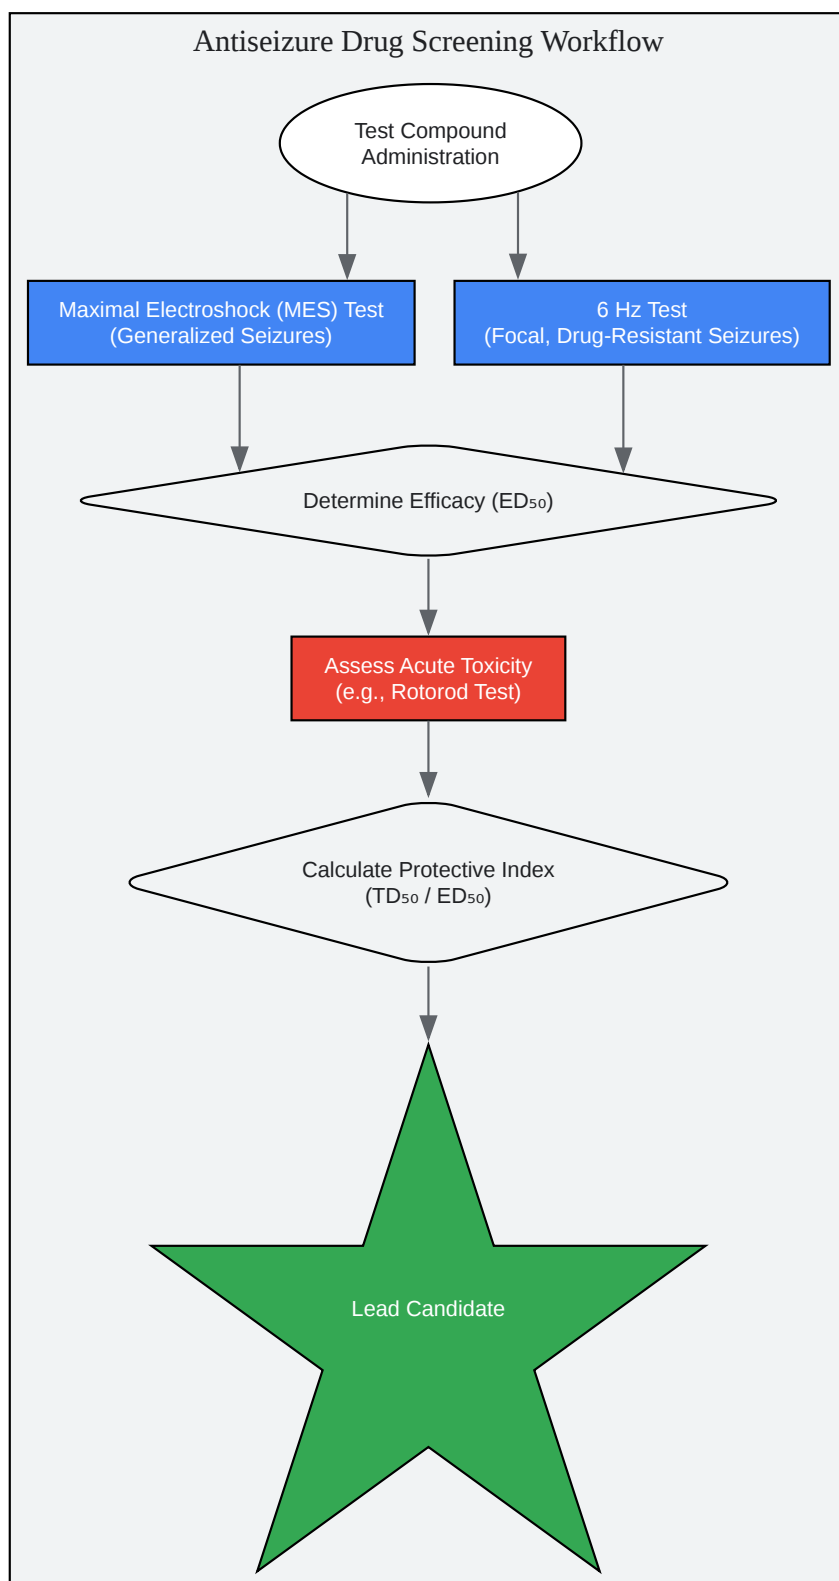 Antiseizure Drug Screening Workflow
Test Compound
Administration
Maximal Electroshock (MES) Test
(Generalized Seizures)
6 Hz Test
(Focal, Drug-Resistant Seizures)
Determine Efficacy (ED₅₀)
Assess Acute Toxicity
(e.g., Rotorod Test)
Calculate Protective Index
(TD₅₀ / ED₅₀)
Lead Candidate